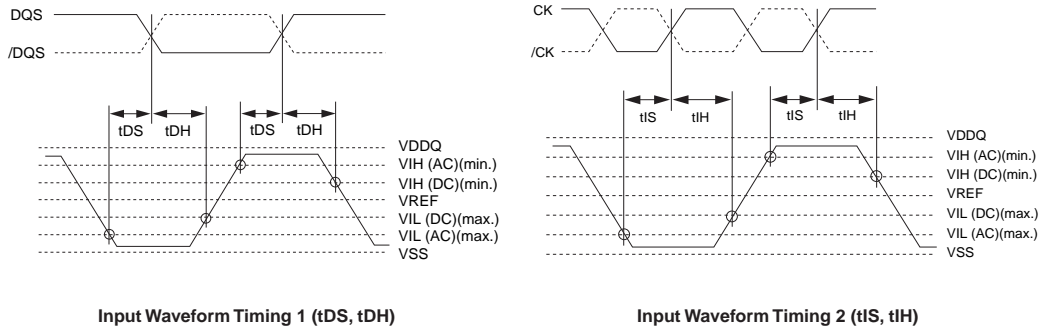 DQS
/DQS
tDS
tDH
tDS
tDH
VDDQ
VIH (AC)(min.)
VIH (DC)(min.)
VREF
VIL (DC)(max.)
VIL (AC)(max.)
VSS
Input Waveform Timing 1 (tDS, tDH)
CK
/CK
tIS
tIH
tIS
tIH
VDDQ
VIH (AC)(min.)
VIH (DC)(min.)
VREF
VIL (DC)(max.)
VIL (AC)(max.)
VSS
Input Waveform Timing 2 (tIS, tIH)